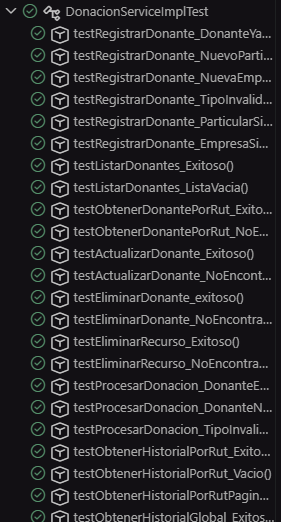 DonacionServiceImplTest
testRegistrarDonante_DonanteYa...
testRegistrarDonante_NuevoParti...
testRegistrarDonante_NuevaEmp...
testRegistrarDonante_TipoInvalid...
testRegistrarDonante_ParticularSi...
testRegistrarDonante_EmpresaSi...
testListarDonantes_Exitoso()
testListarDonantes_ListaVacia()
testObtenerDonantePorRut_Exito...
testObtenerDonantePorRut_NoE...
testActualizarDonante_Exitoso()
testActualizarDonante_NoEncont...
testEliminarDonante_exitoso()
testEliminarDonante_NoEncontra...
testEliminarRecurso_Exitoso()
testEliminarRecurso_NoEncontra...
testProcesarDonacion_DonanteE...
testProcesarDonacion_DonanteN...
testProcesarDonacion_TipoInvali...
testObtenerHistorialPorRut_Exito...
testObtenerHistorialPorRut_Vacio()
testObtenerHistorialPorRutPagin...
testObtenerHistorialGlobal_Exitos...